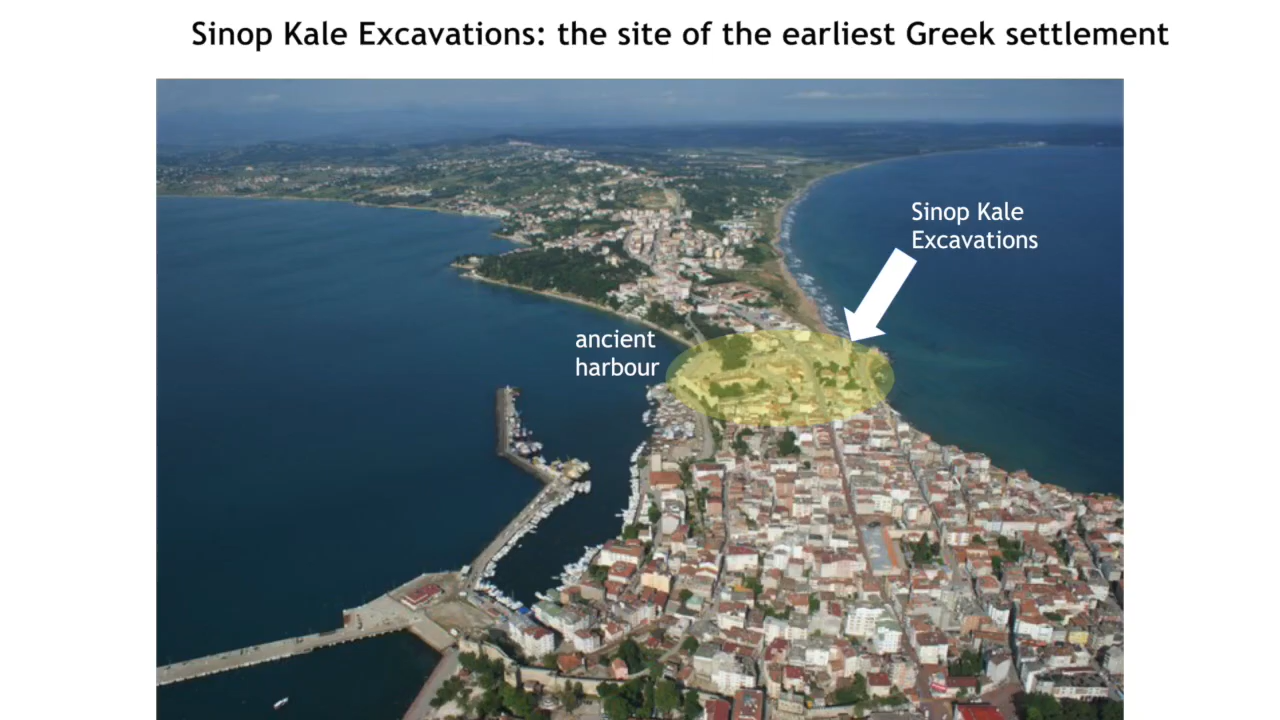 Sinop Kale Excavations: the site of the earliest Greek settlement
Sinop Kale
Excavations
ancient
harbour